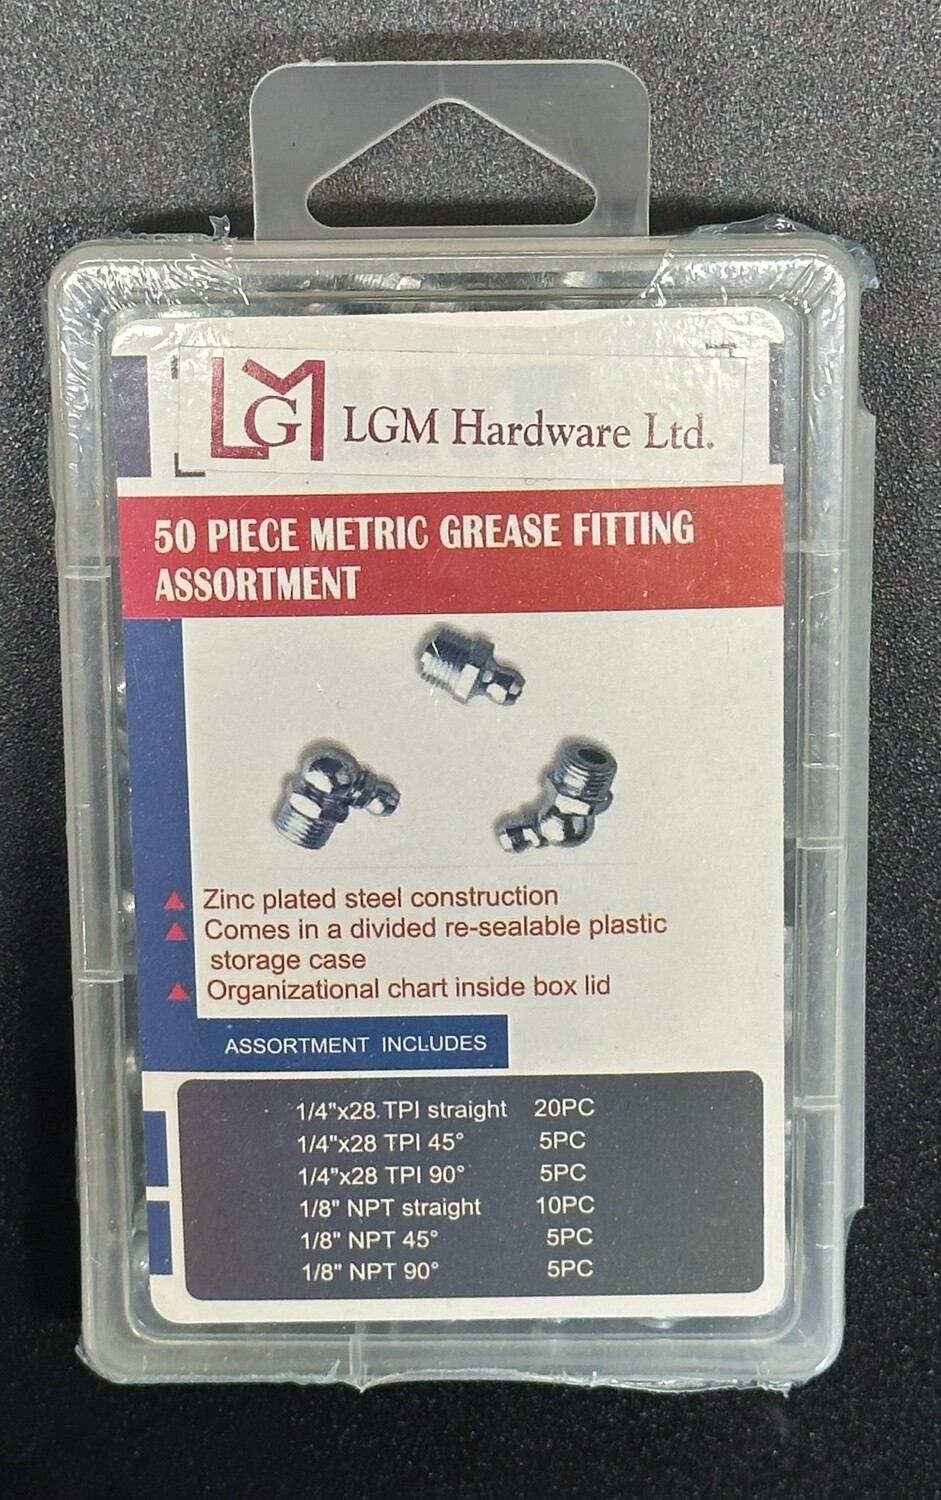 LMG LGM Hardware Ltd.
50 PIECE METRIC GREASE FITTING
ASSORTMENT
Zinc plated steel construction
Comes in a divided re-sealable plastic
storage case
Organizational chart inside box lid
ASSORTMENT INCLUDES
1/4"x28 TPI straight 20PC
1/4"x28 TPI 45° 5PC
1/4"x28 TPI 90° 5PC
1/8" NPT straight 10PC
1/8" NPT 45° 5PC
1/8" NPT 90° 5PC